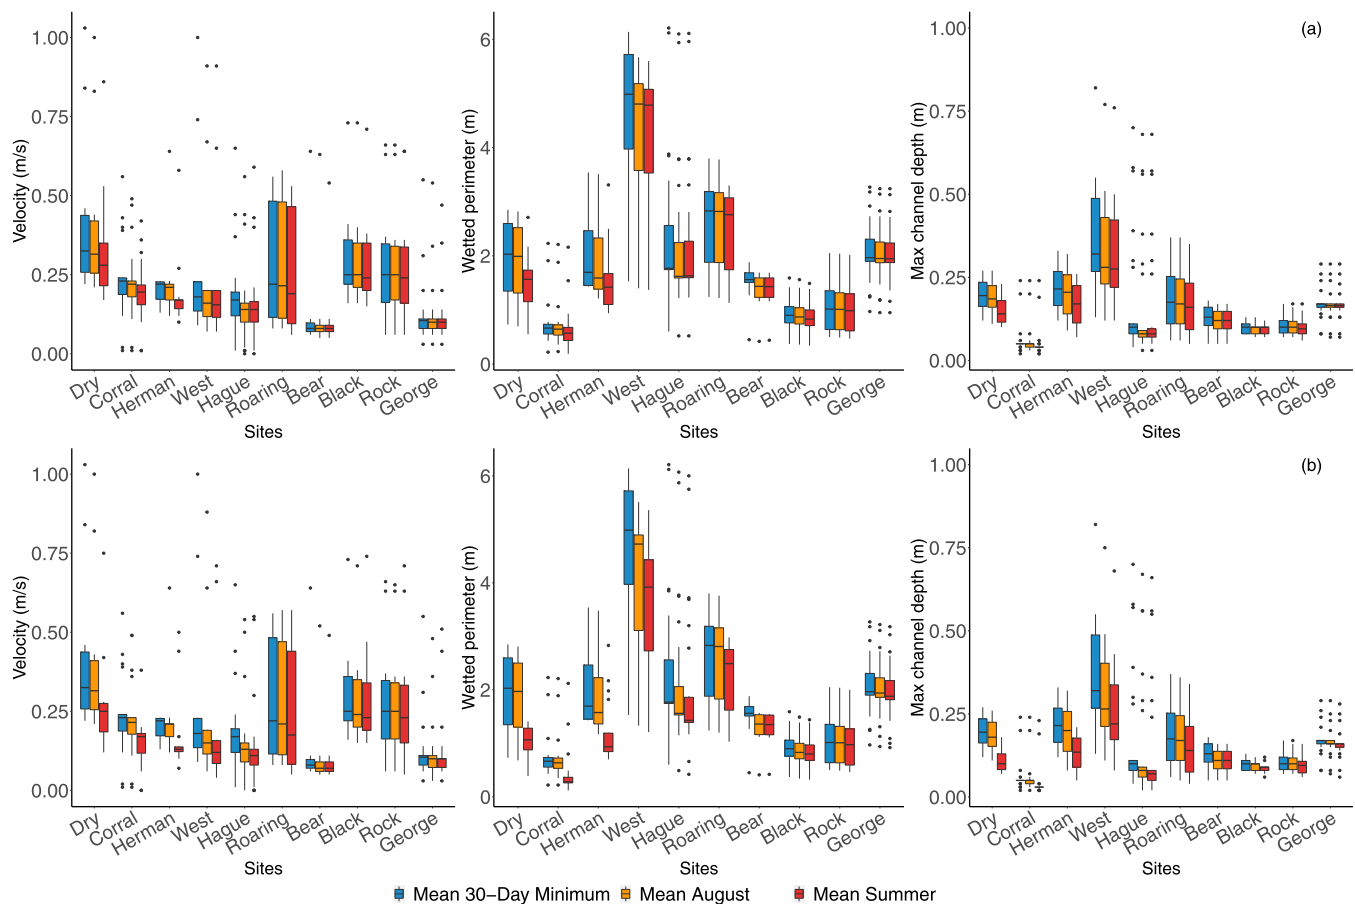 (a)
Velocity (m/s)
1.00
0.75
0.50
0.25
0.00
Dry Corral Herman West Hague Roaring Bear Black Rock George
Sites
Wetted perimeter (m)
6
4
2
0
Dry Corral Herman West Hague Roaring Bear Black Rock George
Sites
Max channel depth (m)
1.00
0.75
0.50
0.25
0.00
Dry Corral Herman West Hague Roaring Bear Black Rock George
Sites
(b)
Velocity (m/s)
1.00
0.75
0.50
0.25
0.00
Dry Corral Herman West Hague Roaring Bear Black Rock George
Sites
Wetted perimeter (m)
6
4
2
0
Dry Corral Herman West Hague Roaring Bear Black Rock George
Sites
Max channel depth (m)
1.00
0.75
0.50
0.25
0.00
Dry Corral Herman West Hague Roaring Bear Black Rock George
Sites
Mean 30−Day Minimum Mean August Mean Summer